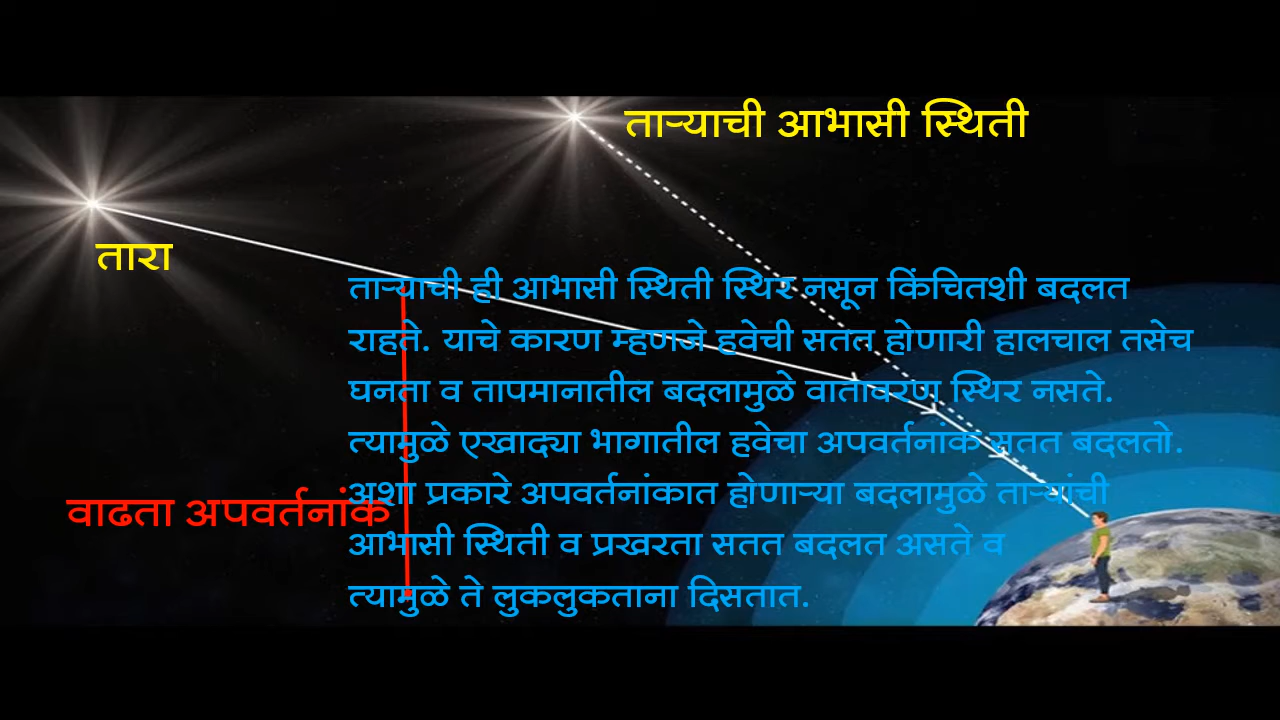 ताऱ्याची आभासी स्थिती
तारा
ताऱ्याची ही आभासी स्थिती स्थिर नसून किंचितशी बदलत
राहते. याचे कारण म्हणजे हवेची सतत होणारी हालचाल तसेच
घनता व तापमानातील बदलामुळे वातावरण स्थिर नसते.
त्यामुळे एखाद्या भागातील हवेचा अपवर्तनांक सतत बदलतो.
अशा प्रकारे अपवर्तनांकात होणाऱ्या बदलामुळे ताऱ्यांची
आभासी स्थिती व प्रखरता सतत बदलत असते व
त्यामुळे ते लुकलुकताना दिसतात.
वाढता अपवर्तनांक